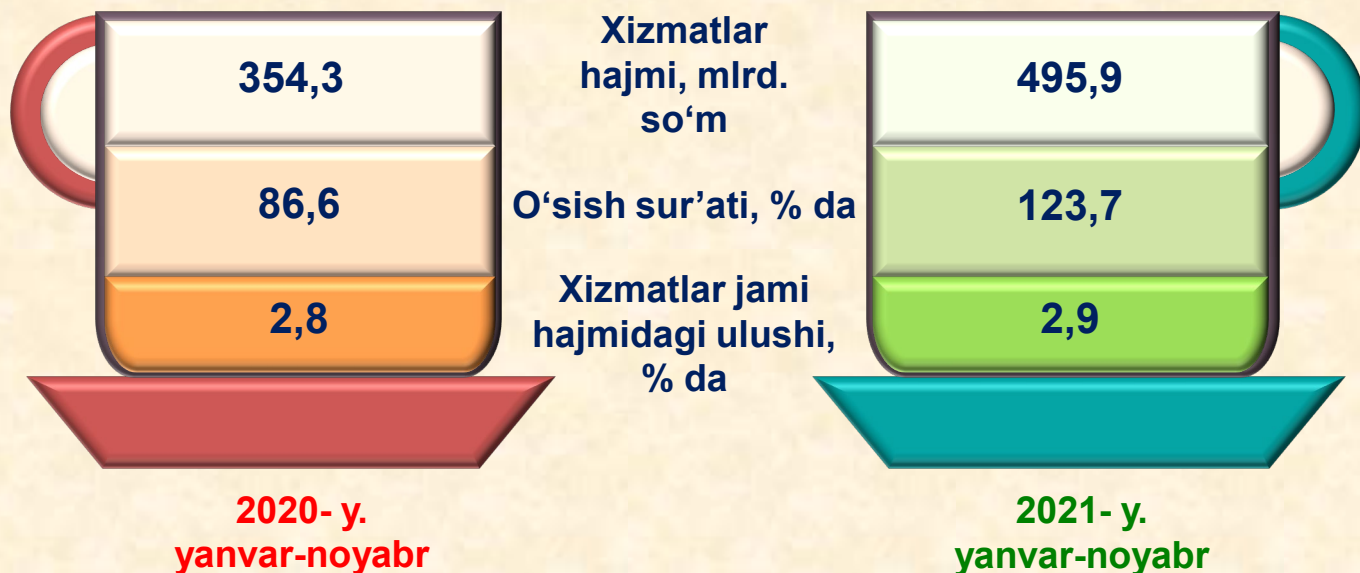 354,3
Xizmatlar
hajmi, mlrd.
so‘m
495,9
86,6
O‘sish sur’ati, % da
123,7
2,8
Xizmatlar jami
hajmidagi ulushi,
% da
2,9
2020- y.
yanvar-noyabr
2021- y.
yanvar-noyabr